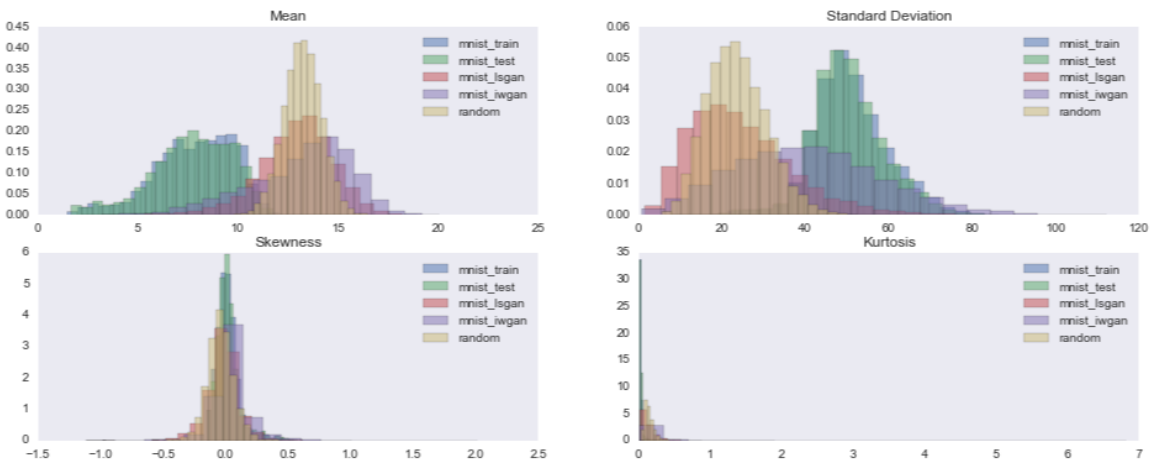 Mean
0.45
0.40
0.35
0.30
0.25
0.20
0.15
0.10
0.05
0.00
0 5 10 15 20 25
mnist_train
mnist_test
mnist_lsgan
mnist_iwgan
random
Standard Deviation
0.06
0.05
0.04
0.03
0.02
0.01
0.00
0 20 40 60 80 100 120
mnist_train
mnist_test
mnist_lsgan
mnist_iwgan
random
Skewness
6
5
4
3
2
1
0
-1.5 -1.0 -0.5 0.0 0.5 1.0 1.5 2.0 2.5
mnist_train
mnist_test
mnist_lsgan
mnist_iwgan
random
Kurtosis
35
30
25
20
15
10
5
0
0 1 2 3 4 5 6 7
mnist_train
mnist_test
mnist_lsgan
mnist_iwgan
random